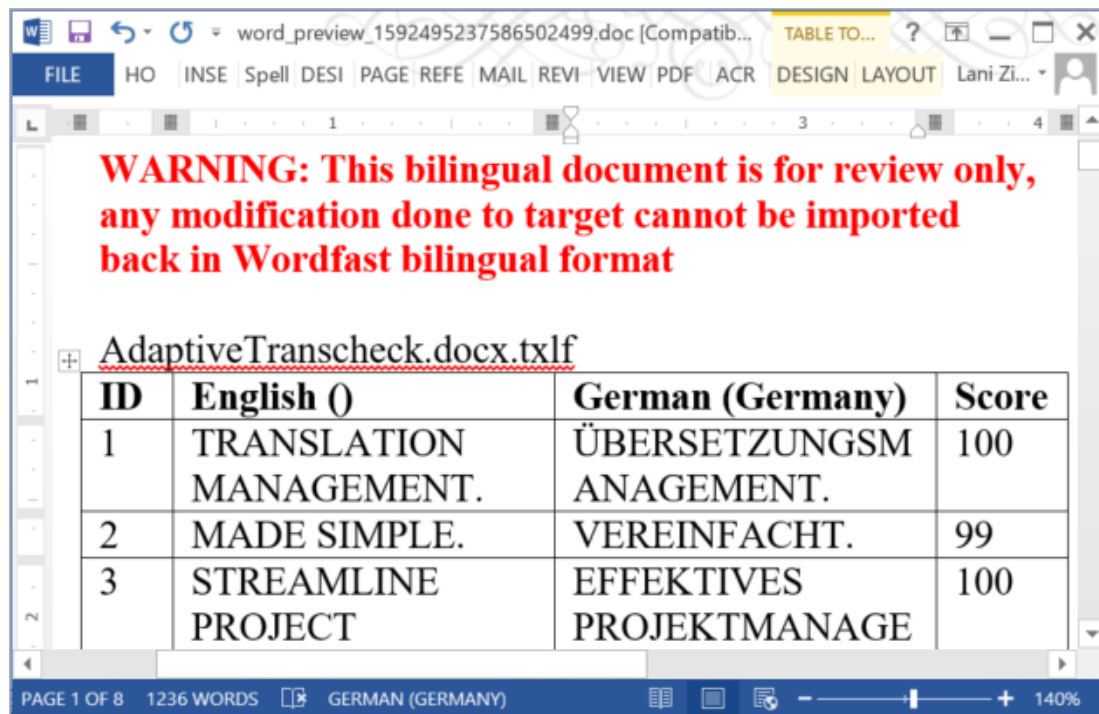 word_preview_1592495237586502499.doc [Compatib... TABLE TO... ?
FILE HO INSE Spell DESI PAGE REFE MAIL REVI VIEW PDF ACR DESIGN LAYOUT Lani Zi...
L 1 3 4
WARNING: This bilingual document is for review only,
any modification done to target cannot be imported
back in Wordfast bilingual format
AdaptiveTranscheck.docx.txlf
ID English () German (Germany) Score
1 TRANSLATION ÜBERSETZUNGSM 100
MANAGEMENT. ANAGEMENT.
2 MADE SIMPLE. VEREINFACHT. 99
3 STREAMLINE EFFEKTIVES 100
PROJECT PROJEKTMANAGE
1
2
PAGE 1 OF 8 1236 WORDS GERMAN (GERMANY) 140%